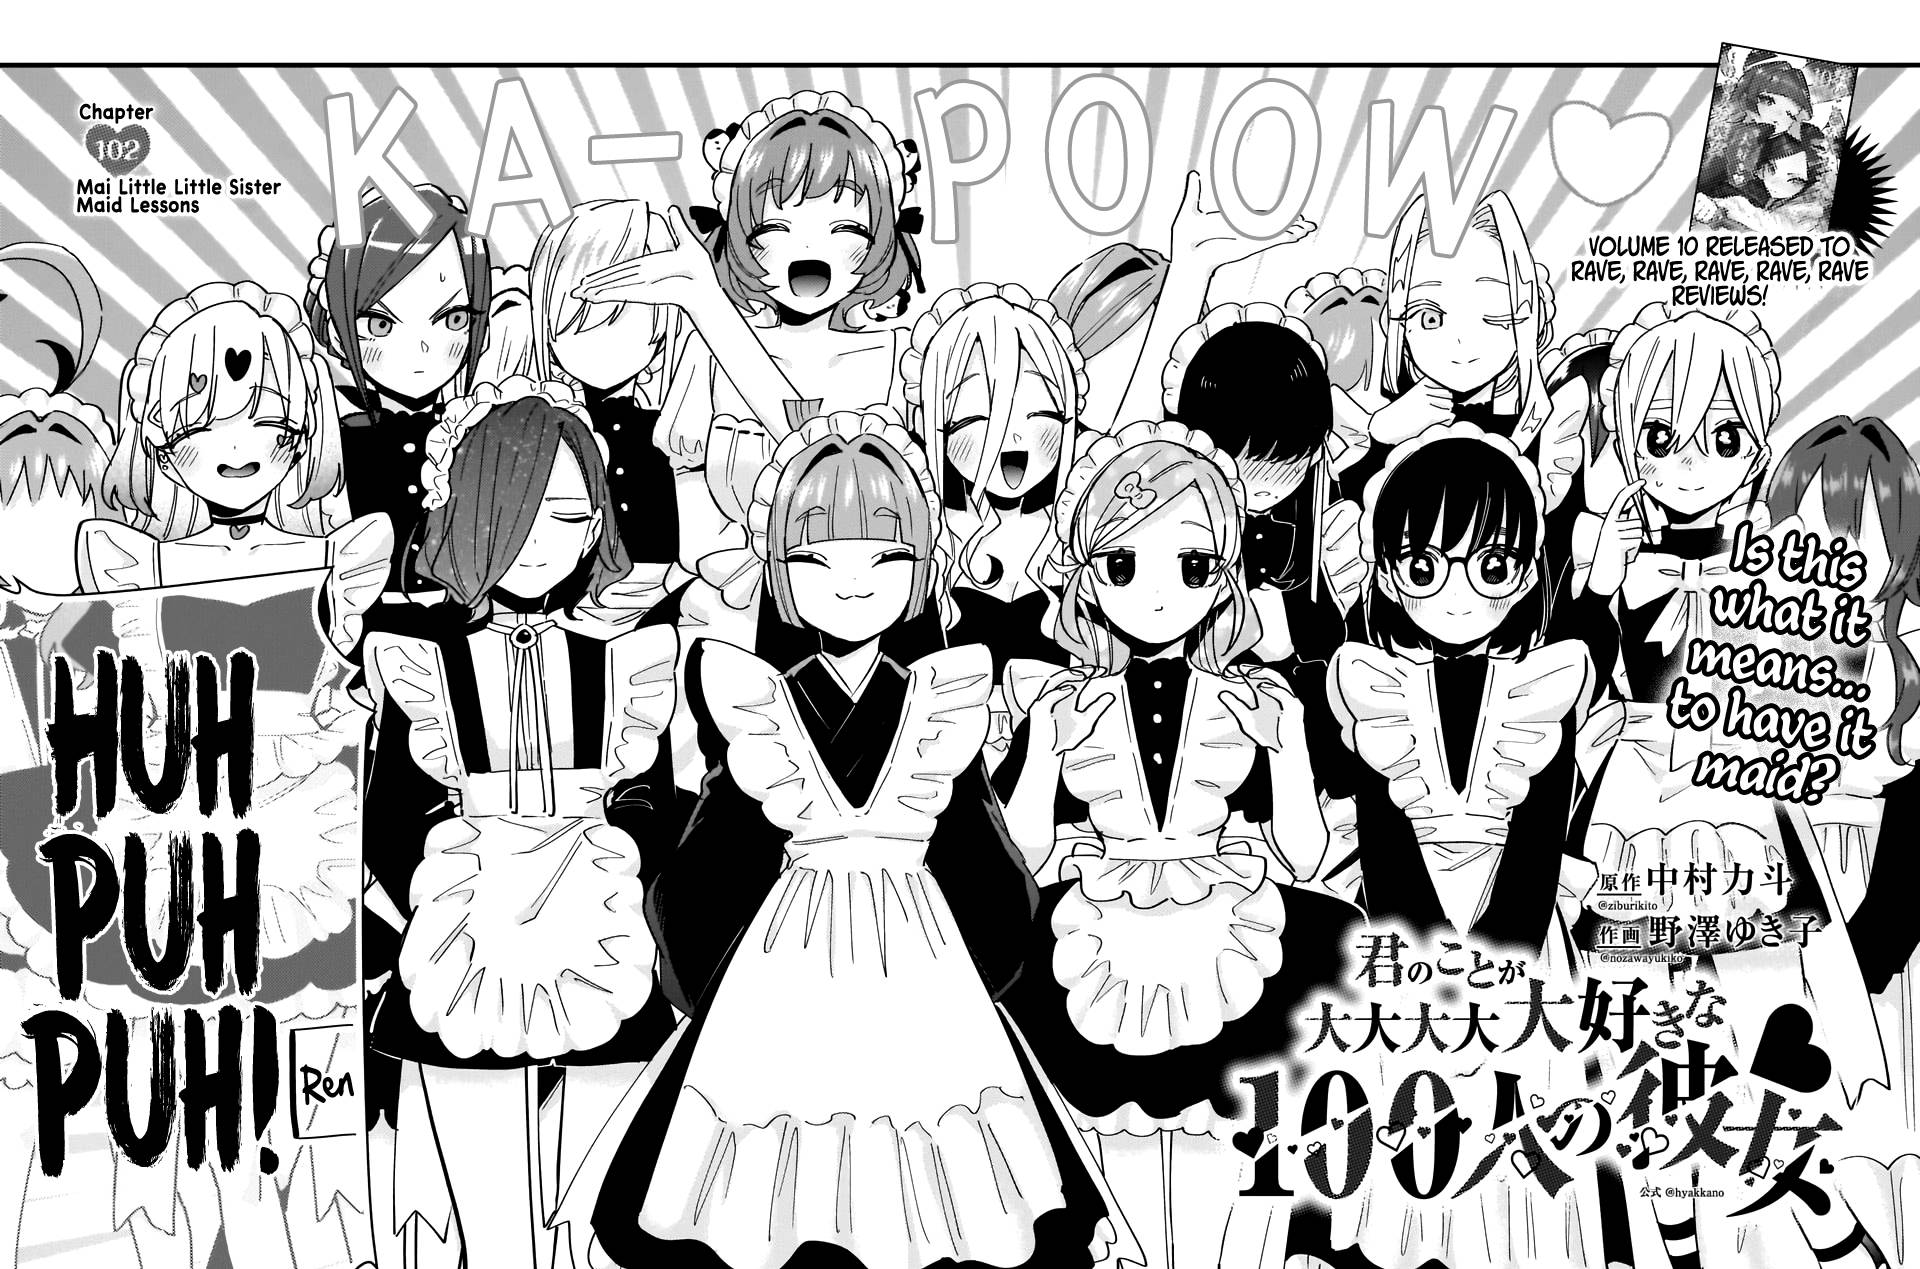 Chapter
102
Mai Little Little Sister
Maid Lessons
KA-POOW
VOLUME 10 RELEASED TO
RAVE, RAVE, RAVE, RAVE, RAVE
REVIEWS!
Is this
what it
means...
to have it
maid?
HUH
PUH
PUH
PUH!
Ren
原作 中村力斗
@ziburikito
作画 野澤ゆき子
@nozawayukiko
君のことが
大大大大大好きな
100人の彼女
公式 @hyakkano